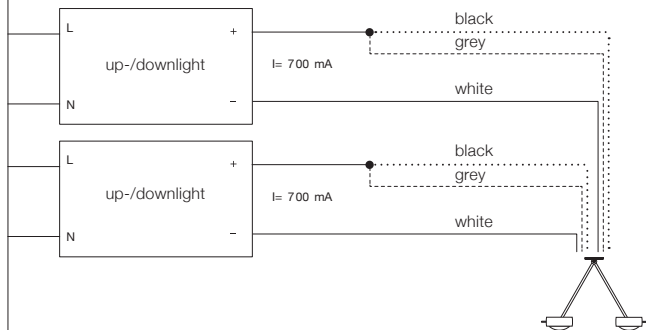 black
L + grey
up-/downlight I= 700 mA
N − white
black
L + grey
up-/downlight I= 700 mA
N − white